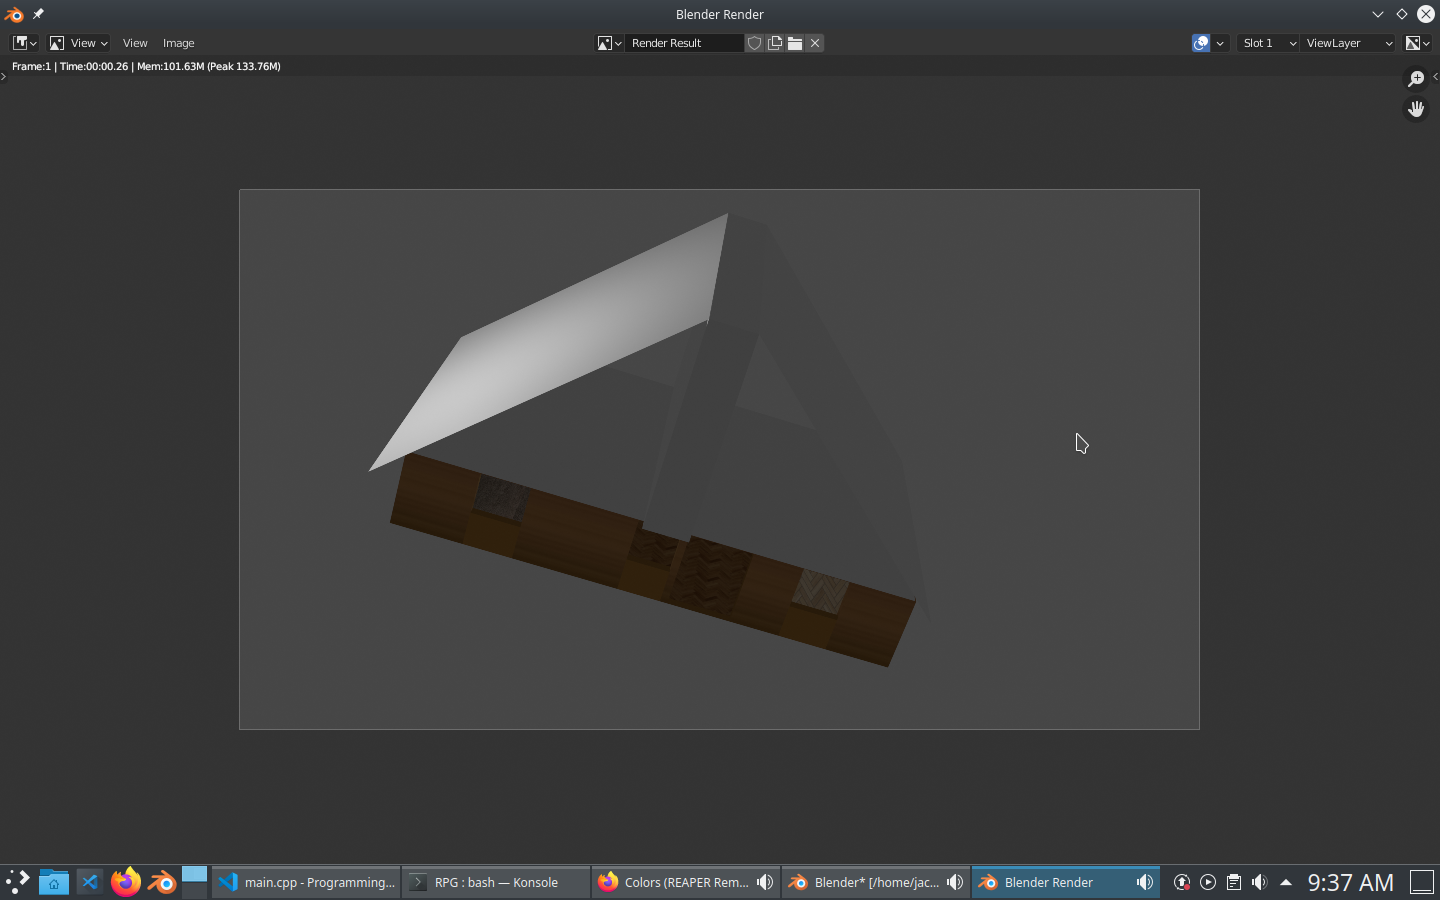 Blender Render
View View Image Render Result Slot 1 ViewLayer
Frame:1 | Time:00:00.26 | Mem:101.63M (Peak 133.76M)
main.cpp - Programming... RPG : bash — Konsole Colors (REAPER Rem... Blender* [/home/jac... Blender Render 9:37 AM